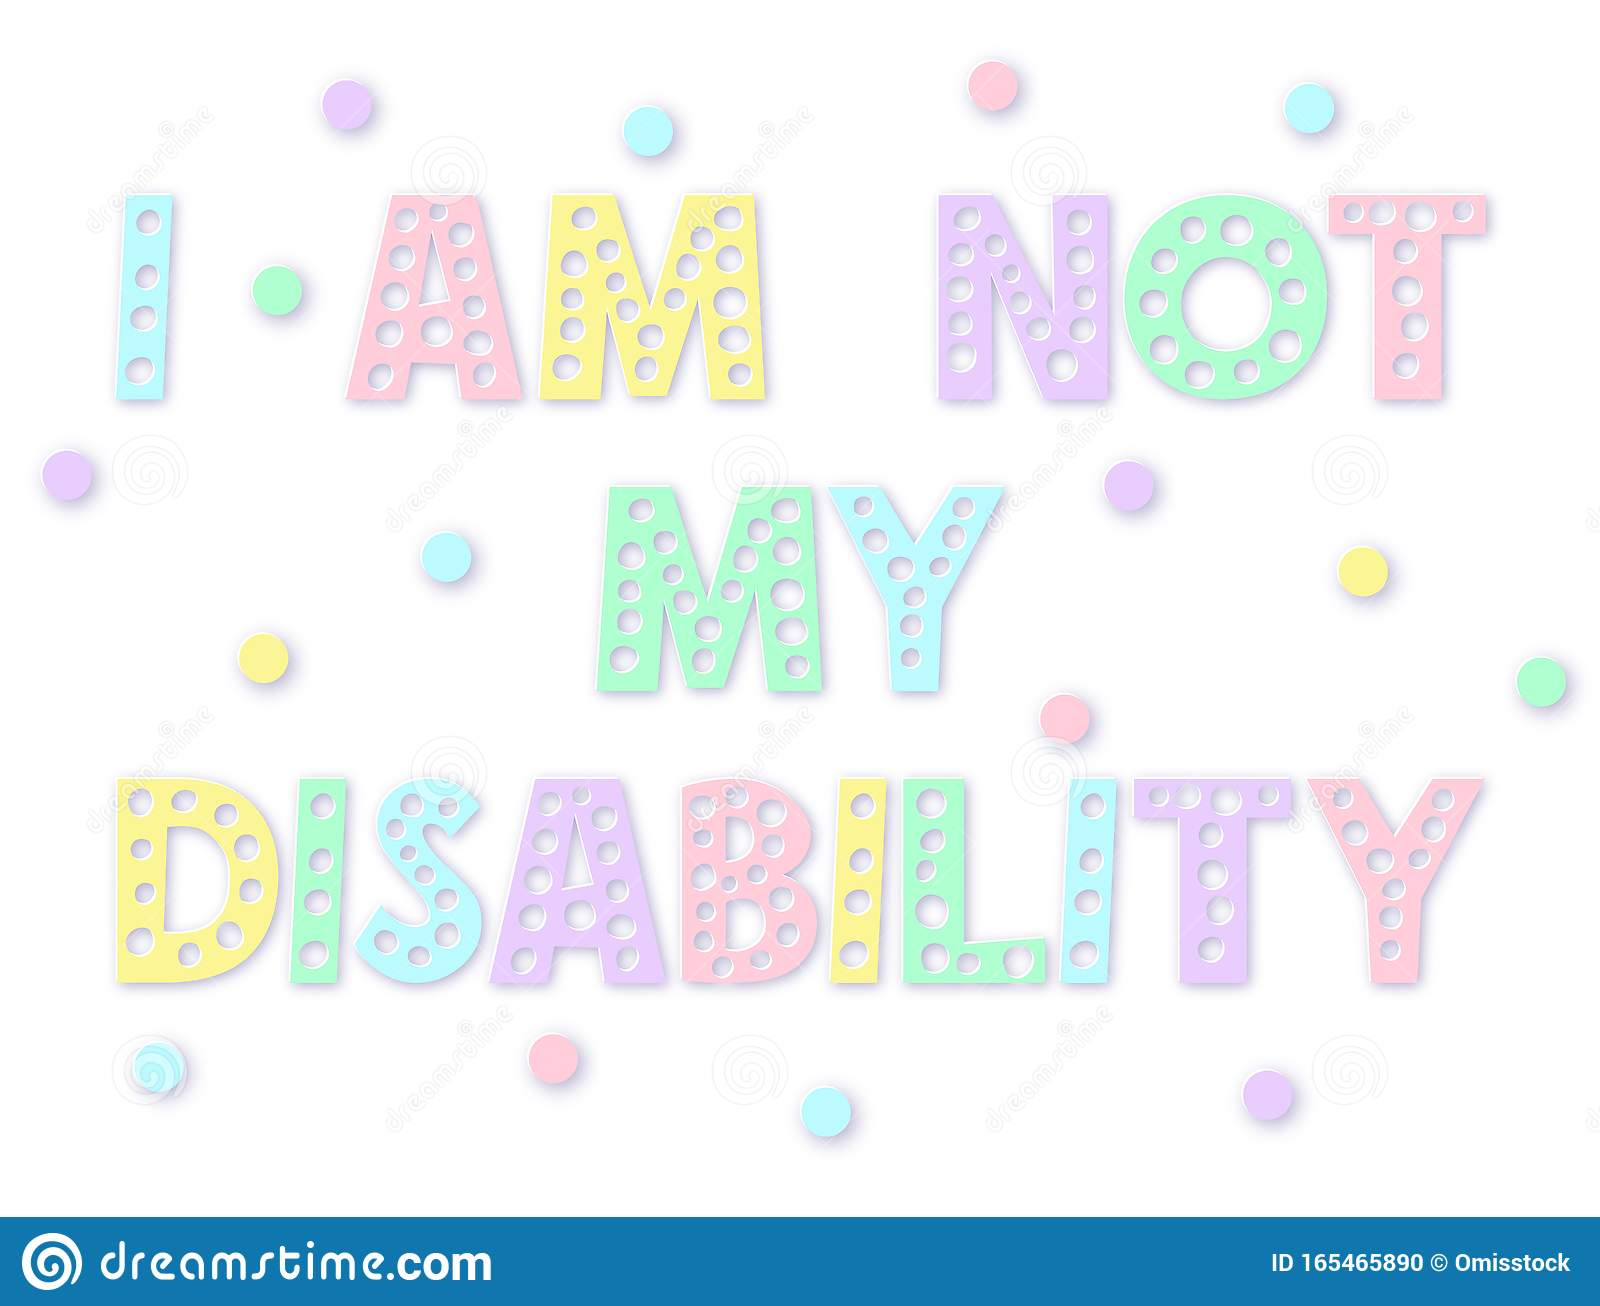 I AM NOT
MY
DISABILITY
dreamstime.com
ID 165465890 © Omisstock